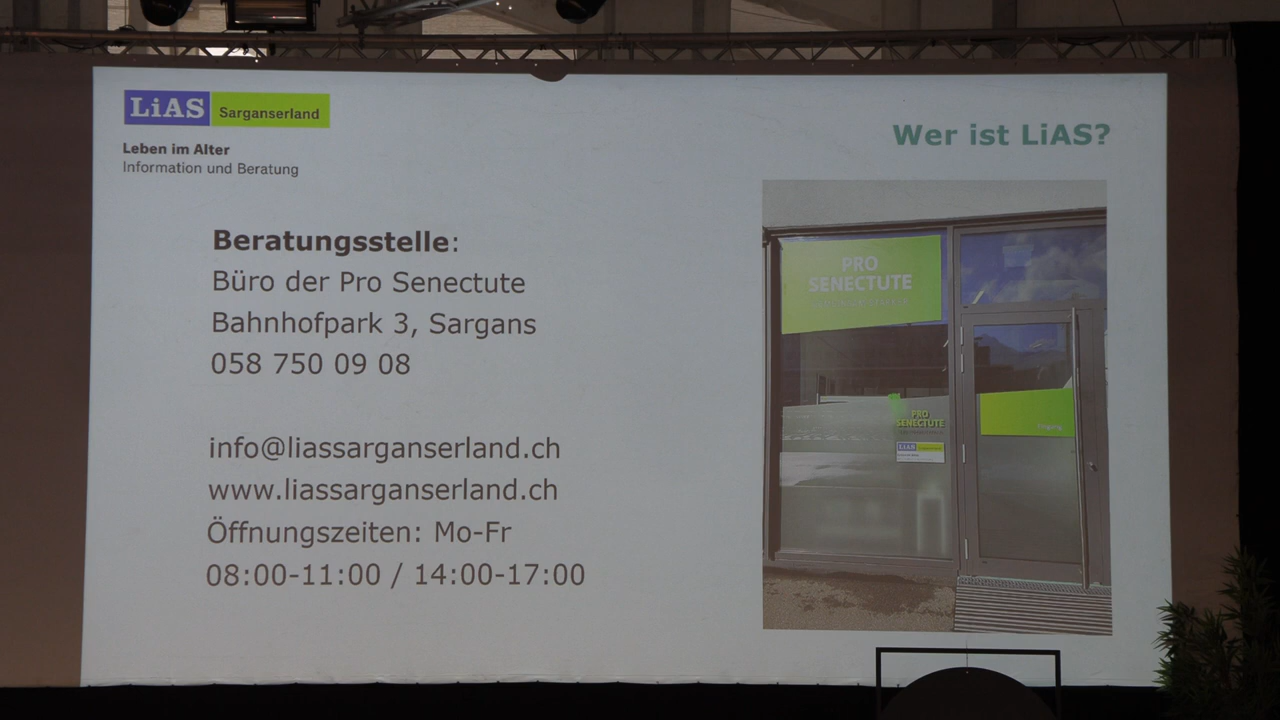 LiAS Sarganserland
Leben im Alter
Information und Beratung
Wer ist LiAS?
Beratungsstelle:
Büro der Pro Senectute
Bahnhofpark 3, Sargans
058 750 09 08
info@liassarganserland.ch
www.liassarganserland.ch
Öffnungszeiten: Mo-Fr
08:00-11:00 / 14:00-17:00
PRO
SENECTUTE
PRO
SENECTUTE
LiAS
Eingang